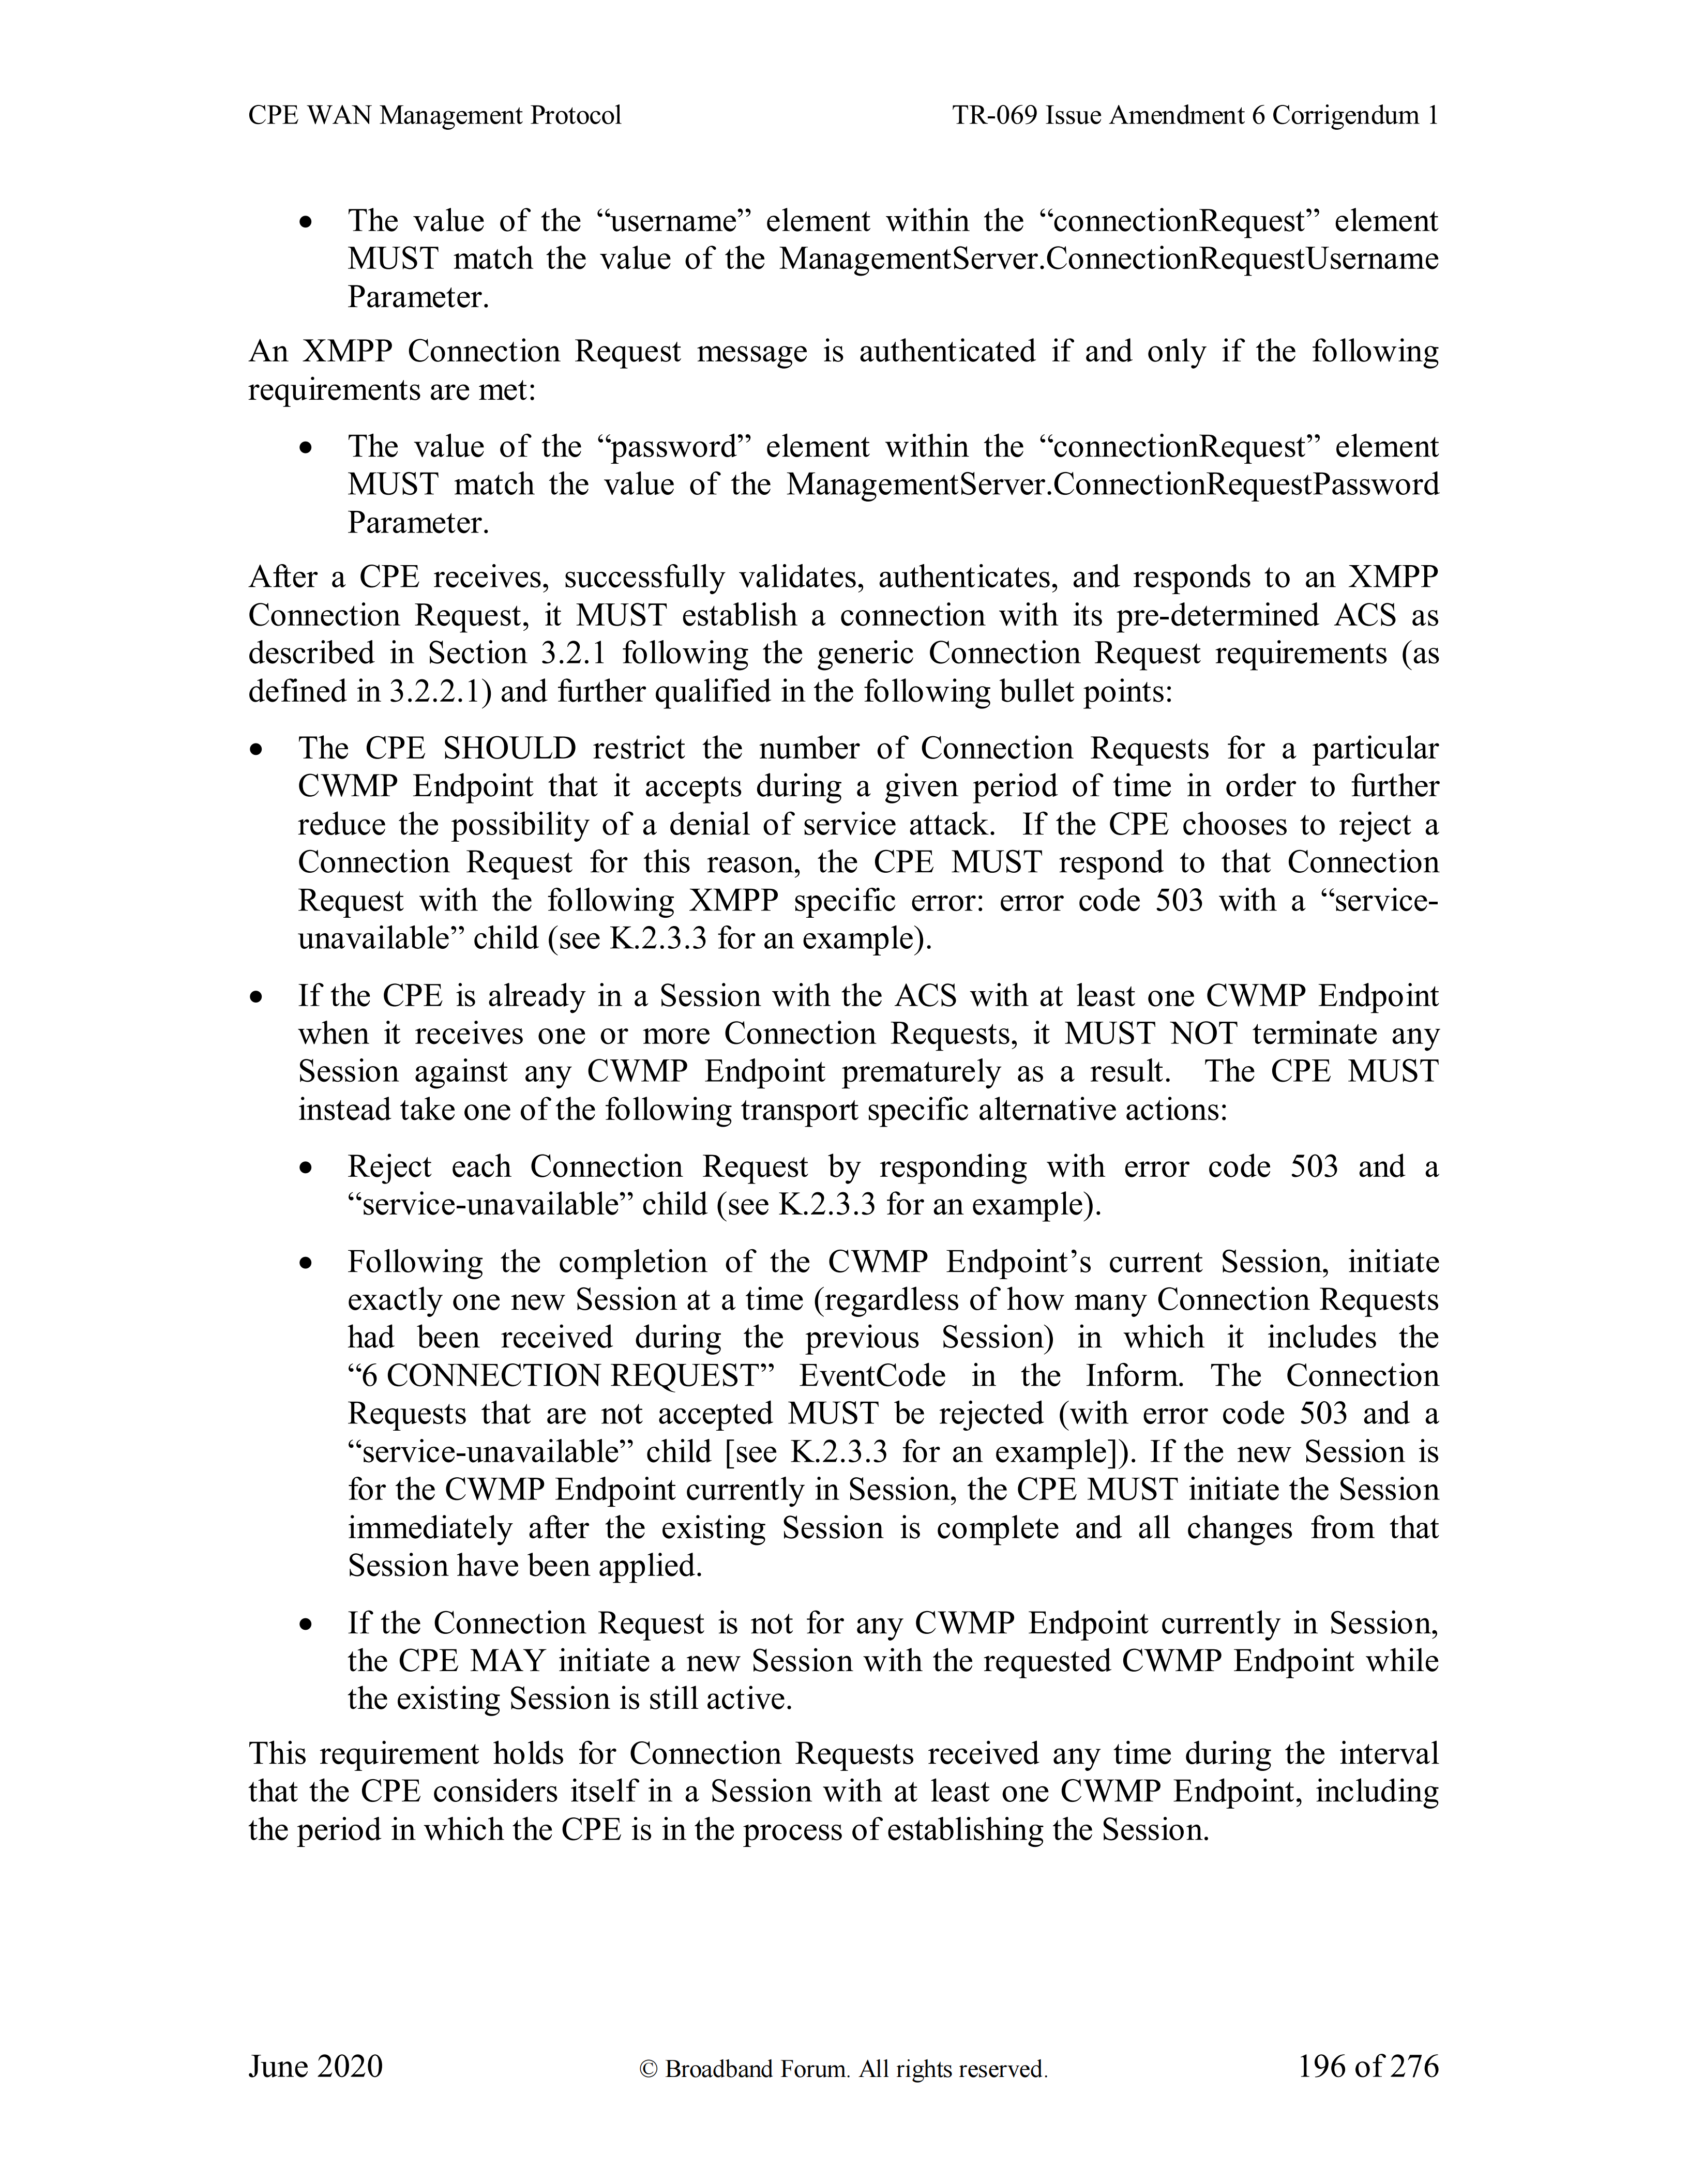 CPE WAN Management Protocol TR-069 Issue Amendment 6 Corrigendum 1
• The value of the “username” element within the “connectionRequest” element
MUST match the value of the ManagementServer.ConnectionRequestUsername
Parameter.
An XMPP Connection Request message is authenticated if and only if the following
requirements are met:
• The value of the “password” element within the “connectionRequest” element
MUST match the value of the ManagementServer.ConnectionRequestPassword
Parameter.
After a CPE receives, successfully validates, authenticates, and responds to an XMPP
Connection Request, it MUST establish a connection with its pre-determined ACS as
described in Section 3.2.1 following the generic Connection Request requirements (as
defined in 3.2.2.1) and further qualified in the following bullet points:
• The CPE SHOULD restrict the number of Connection Requests for a particular
CWMP Endpoint that it accepts during a given period of time in order to further
reduce the possibility of a denial of service attack. If the CPE chooses to reject a
Connection Request for this reason, the CPE MUST respond to that Connection
Request with the following XMPP specific error: error code 503 with a “service-
unavailable” child (see K.2.3.3 for an example).
• If the CPE is already in a Session with the ACS with at least one CWMP Endpoint
when it receives one or more Connection Requests, it MUST NOT terminate any
Session against any CWMP Endpoint prematurely as a result. The CPE MUST
instead take one of the following transport specific alternative actions:
• Reject each Connection Request by responding with error code 503 and a
“service-unavailable” child (see K.2.3.3 for an example).
• Following the completion of the CWMP Endpoint’s current Session, initiate
exactly one new Session at a time (regardless of how many Connection Requests
had been received during the previous Session) in which it includes the
“6 CONNECTION REQUEST” EventCode in the Inform. The Connection
Requests that are not accepted MUST be rejected (with error code 503 and a
“service-unavailable” child [see K.2.3.3 for an example]). If the new Session is
for the CWMP Endpoint currently in Session, the CPE MUST initiate the Session
immediately after the existing Session is complete and all changes from that
Session have been applied.
• If the Connection Request is not for any CWMP Endpoint currently in Session,
the CPE MAY initiate a new Session with the requested CWMP Endpoint while
the existing Session is still active.
This requirement holds for Connection Requests received any time during the interval
that the CPE considers itself in a Session with at least one CWMP Endpoint, including
the period in which the CPE is in the process of establishing the Session.
June 2020 © Broadband Forum. All rights reserved. 196 of 276